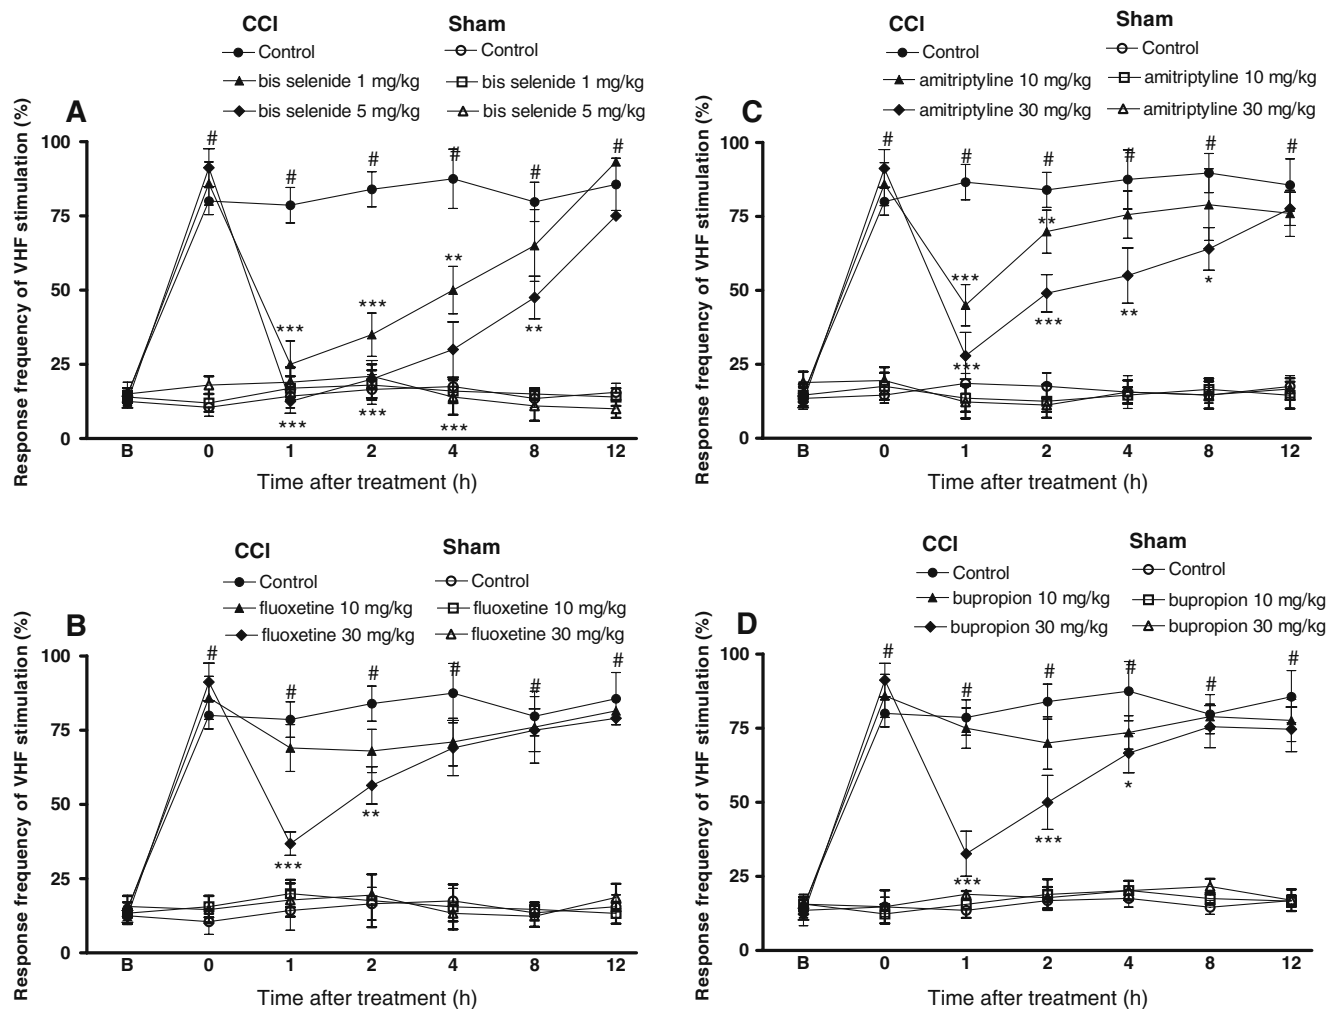 A
CCI
Control
bis selenide 1 mg/kg
bis selenide 5 mg/kg
Sham
Control
bis selenide 1 mg/kg
bis selenide 5 mg/kg
Response frequency of VHF stimulation (%)
100
75
50
25
0
# # # # # # #
*** *** ** **
*** *** ***
B 0 1 2 4 8 12
Time after treatment (h)
C
CCI
Control
amitriptyline 10 mg/kg
amitriptyline 30 mg/kg
Sham
Control
amitriptyline 10 mg/kg
amitriptyline 30 mg/kg
Response frequency of VHF stimulation (%)
100
75
50
25
0
# # # # # #
*** **
*** *** ** *
B 0 1 2 4 8 12
Time after treatment (h)
B
CCI
Control
fluoxetine 10 mg/kg
fluoxetine 30 mg/kg
Sham
Control
fluoxetine 10 mg/kg
fluoxetine 30 mg/kg
Response frequency of VHF stimulation (%)
100
75
50
25
0
# # # # # #
*** **
B 0 1 2 4 8 12
Time after treatment (h)
D
CCI
Control
bupropion 10 mg/kg
bupropion 30 mg/kg
Sham
Control
bupropion 10 mg/kg
bupropion 30 mg/kg
Response frequency of VHF stimulation (%)
100
75
50
25
0
# # # # # #
*** *** *
B 0 1 2 4 8 12
Time after treatment (h)